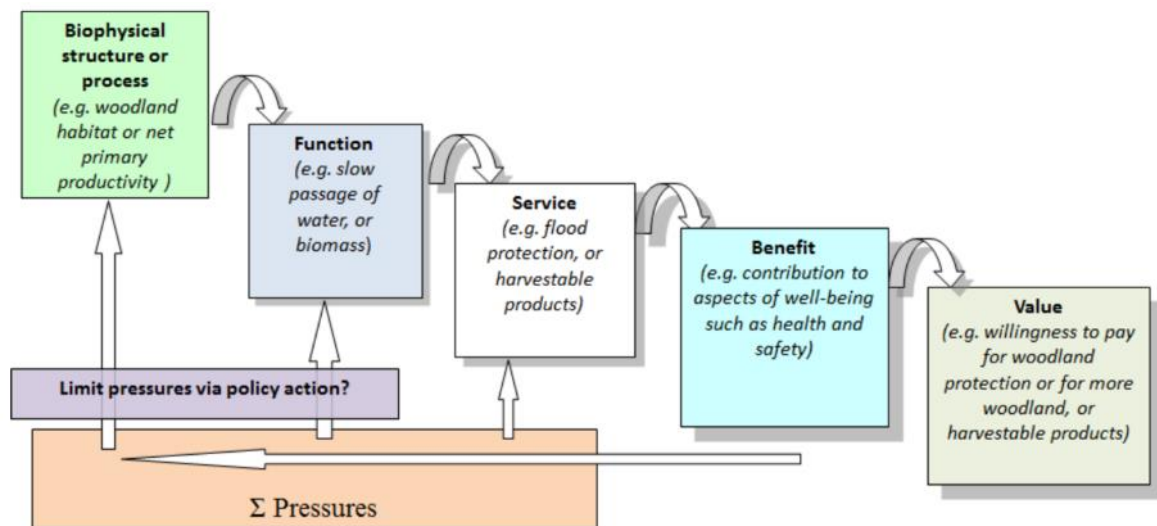 Biophysical
structure or
process
(e.g. woodland
habitat or net
primary
productivity )
Function
(e.g. slow
passage of
water, or
biomass)
Service
(e.g. flood
protection, or
harvestable
products)
Benefit
(e.g. contribution to
aspects of well-being
such as health and
safety)
Value
(e.g. willingness to pay
for woodland
protection or for more
woodland, or
harvestable products)
Limit pressures via policy action?
Σ Pressures